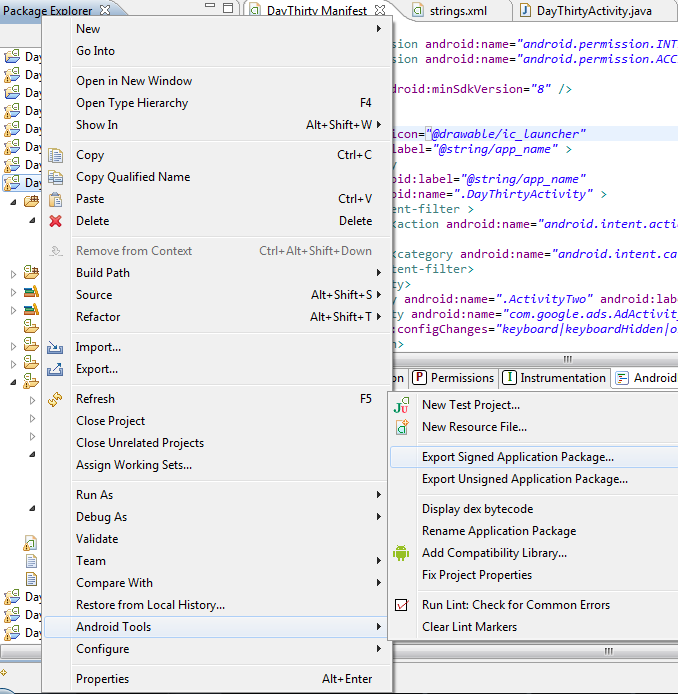 Package Explorer
DayThirty Manifest
strings.xml
DayThirtyActivity.java
New
Go Into
Open in New Window
Open Type Hierarchy F4
Show In Alt+Shift+W
Copy Ctrl+C
Copy Qualified Name
Paste Ctrl+V
Delete Delete
Remove from Context Ctrl+Alt+Shift+Down
Build Path
Source Alt+Shift+S
Refactor Alt+Shift+T
Import...
Export...
Refresh F5
Close Project
Close Unrelated Projects
Assign Working Sets...
Run As
Debug As
Validate
Team
Compare With
Restore from Local History...
Android Tools
Configure
Properties Alt+Enter
Day
Day
Day
Day
Day
Day
Day
Day
Day
Day
Day
sion android:name="android.permission.INT
sion android:name="android.permission.ACC
droid:minSdkVersion="8" />
icon="@drawable/ic_launcher"
label="@string/app_name" >
y
oid:label="@string/app_name"
oid:name=".DayThirtyActivity" >
ent-filter >
<action android:name="android.intent.acti
<category android:name="android.intent.ca
tent-filter>
ty>
y android:name=".ActivityTwo" android:lab
ty android:name="com.google.ads.AdActivity
:configChanges="keyboard|keyboardHidden|o
n>
on
P Permissions
I Instrumentation
Android
New Test Project...
New Resource File...
Export Signed Application Package...
Export Unsigned Application Package...
Display dex bytecode
Rename Application Package
Add Compatibility Library...
Fix Project Properties
Run Lint: Check for Common Errors
Clear Lint Markers